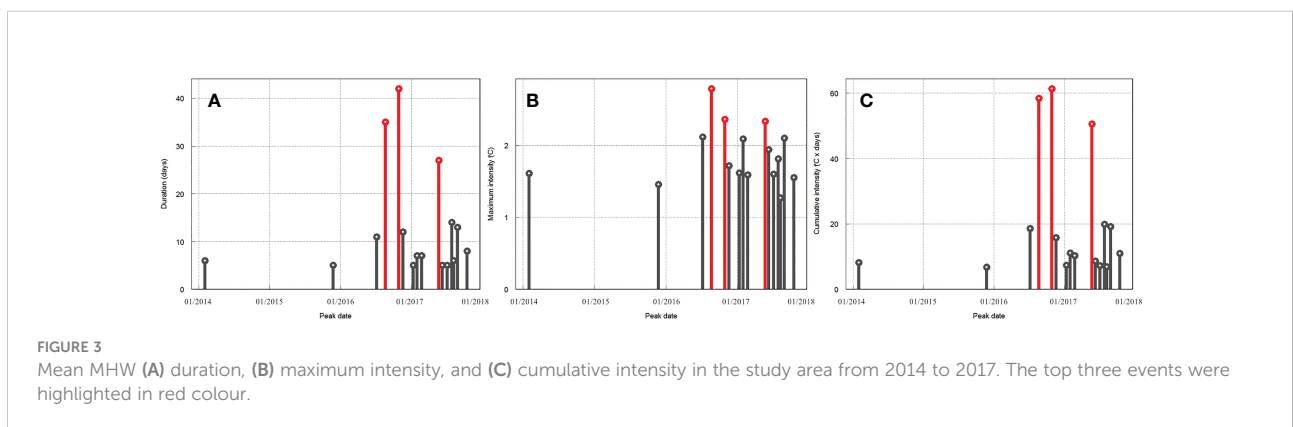 A
40
30
20
10
0
Duration (days)
01/2014 01/2015 01/2016 01/2017 01/2018
Peak date
B
2
1
0
Maximum intensity (°C)
01/2014 01/2015 01/2016 01/2017 01/2018
Peak date
C
60
40
20
0
Cumulative intensity (°C x days)
01/2014 01/2015 01/2016 01/2017 01/2018
Peak date
FIGURE 3
Mean MHW (A) duration, (B) maximum intensity, and (C) cumulative intensity in the study area from 2014 to 2017. The top three events were
highlighted in red colour.